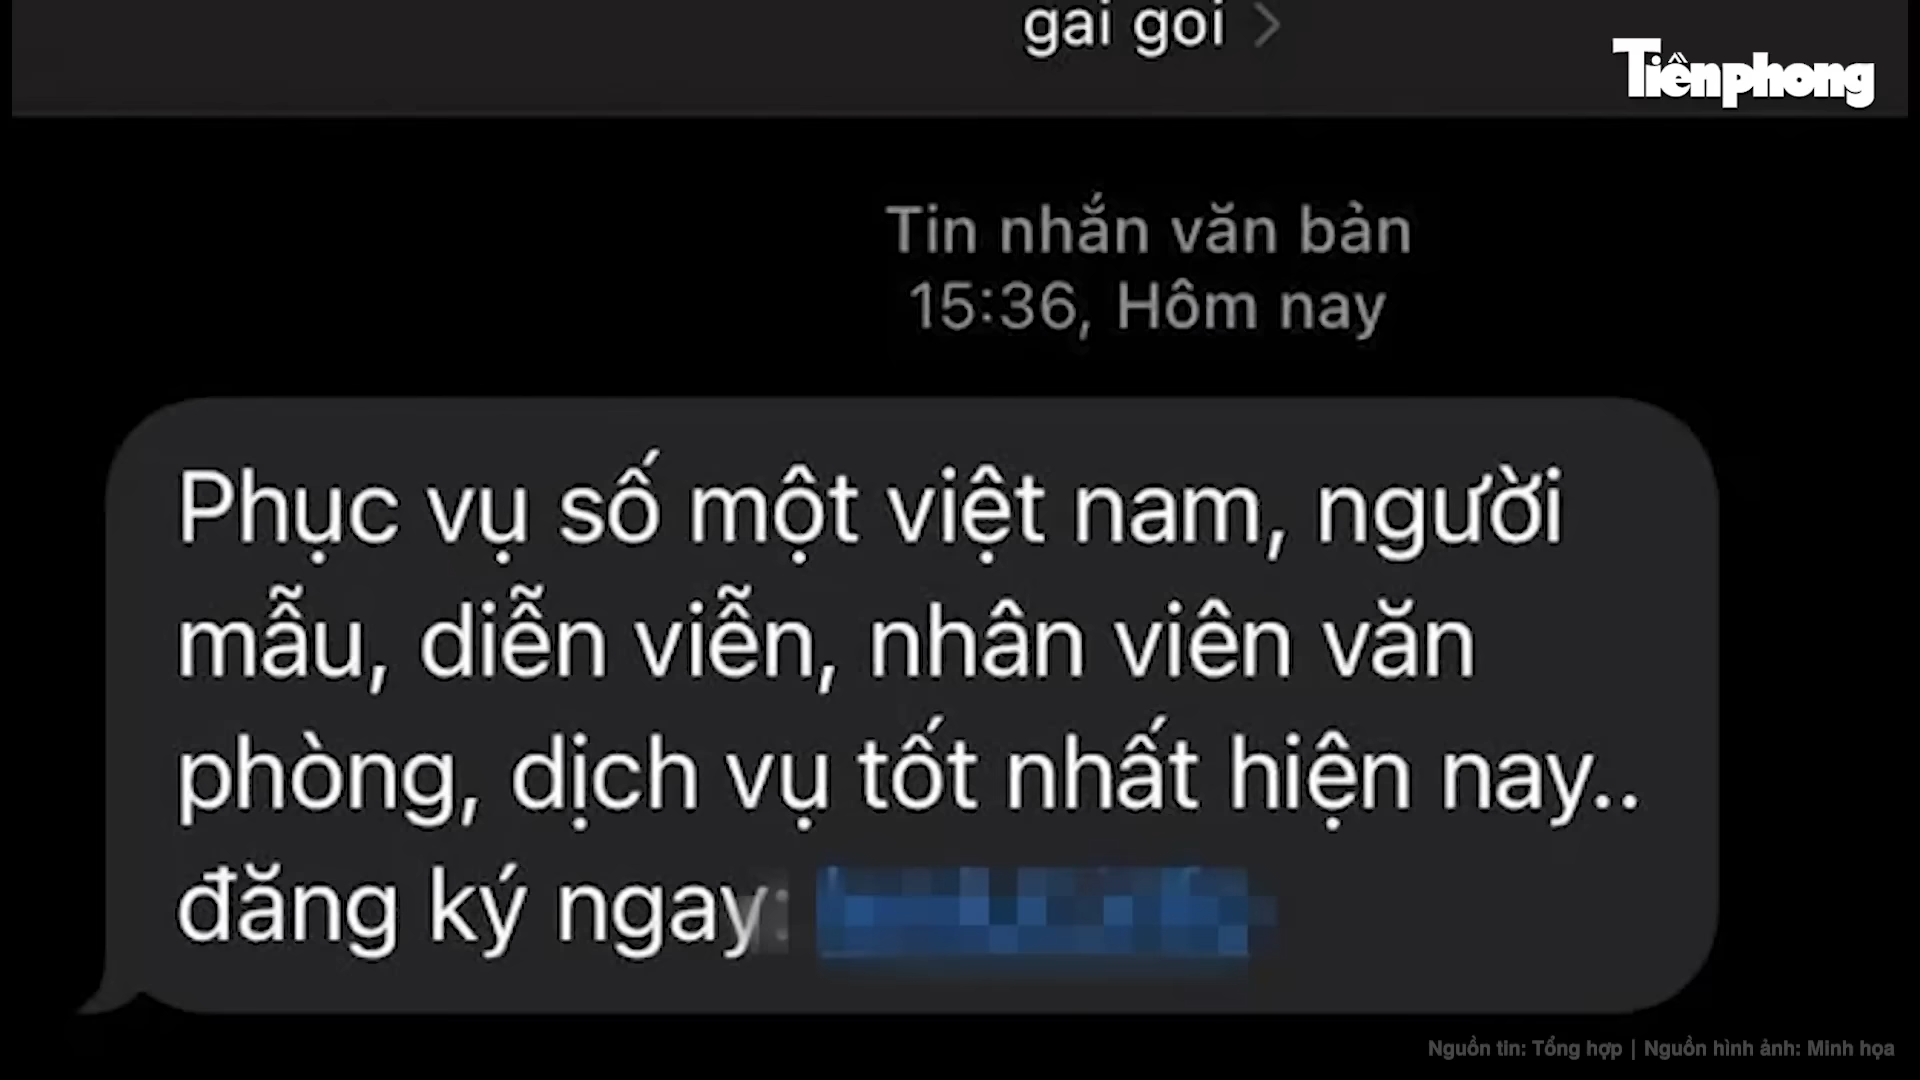 gai goi
Tiềnphong
Tin nhắn văn bản
15:36, Hôm nay
Phục vụ số một việt nam, người
mẫu, diễn viễn, nhân viên văn
phòng, dịch vụ tốt nhất hiện nay..
đăng ký ngay:
Nguồn tin: Tổng hợp | Nguồn hình ảnh: Minh họa